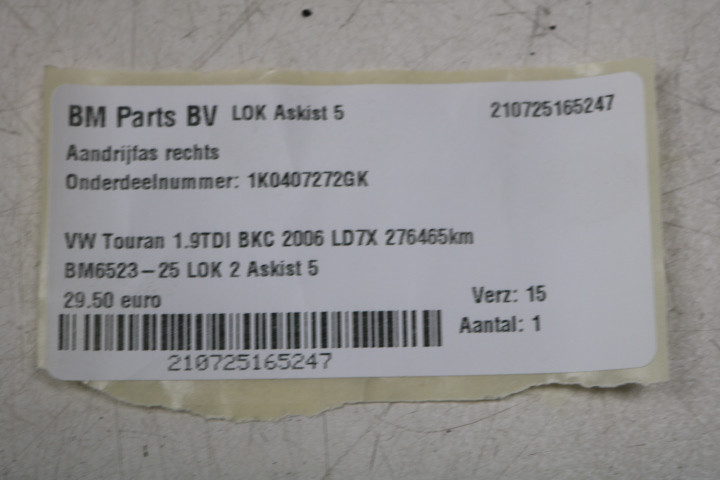 BM Parts BV LOK Askist 5 210725165247
Aandrijfas rechts
Onderdeelnummer: 1K0407272GK
VW Touran 1.9TDI BKC 2006 LD7X 276465km
BM6523-25 LOK 2 Askist 5
29.50 euro Verz: 15
Aantal: 1
210725165247